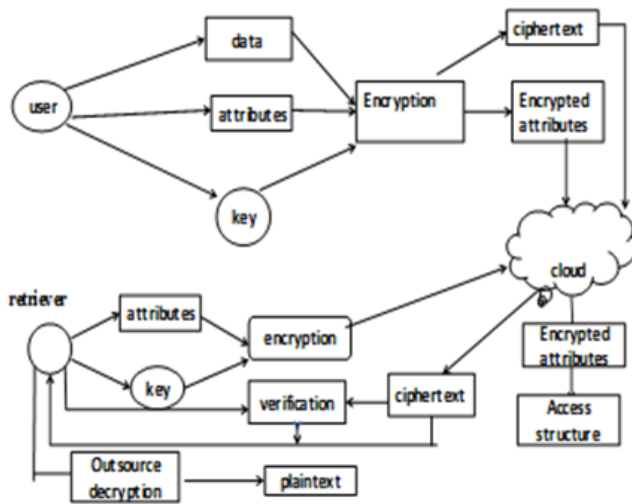 ciphertext
data
user
attributes
Encryption
Encrypted
attributes
key
cloud
retriever
attributes
encryption
key
Encrypted
attributes
verification
ciphertext
Access
structure
Outsource
decryption
plaintext